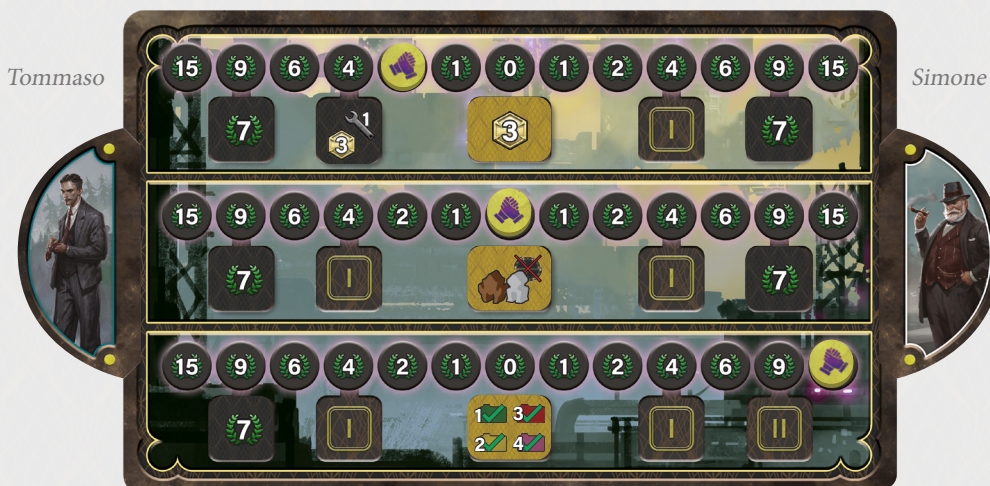 Tommaso
Simone
15 9 6 4 1 0 1 2 4 6 9 15
7 3 1 3 I 7
15 9 6 4 2 1 1 2 4 6 9 15
7 I I 7
15 9 6 4 2 1 0 1 2 4 6 9
1 3
7 I I II
2 4